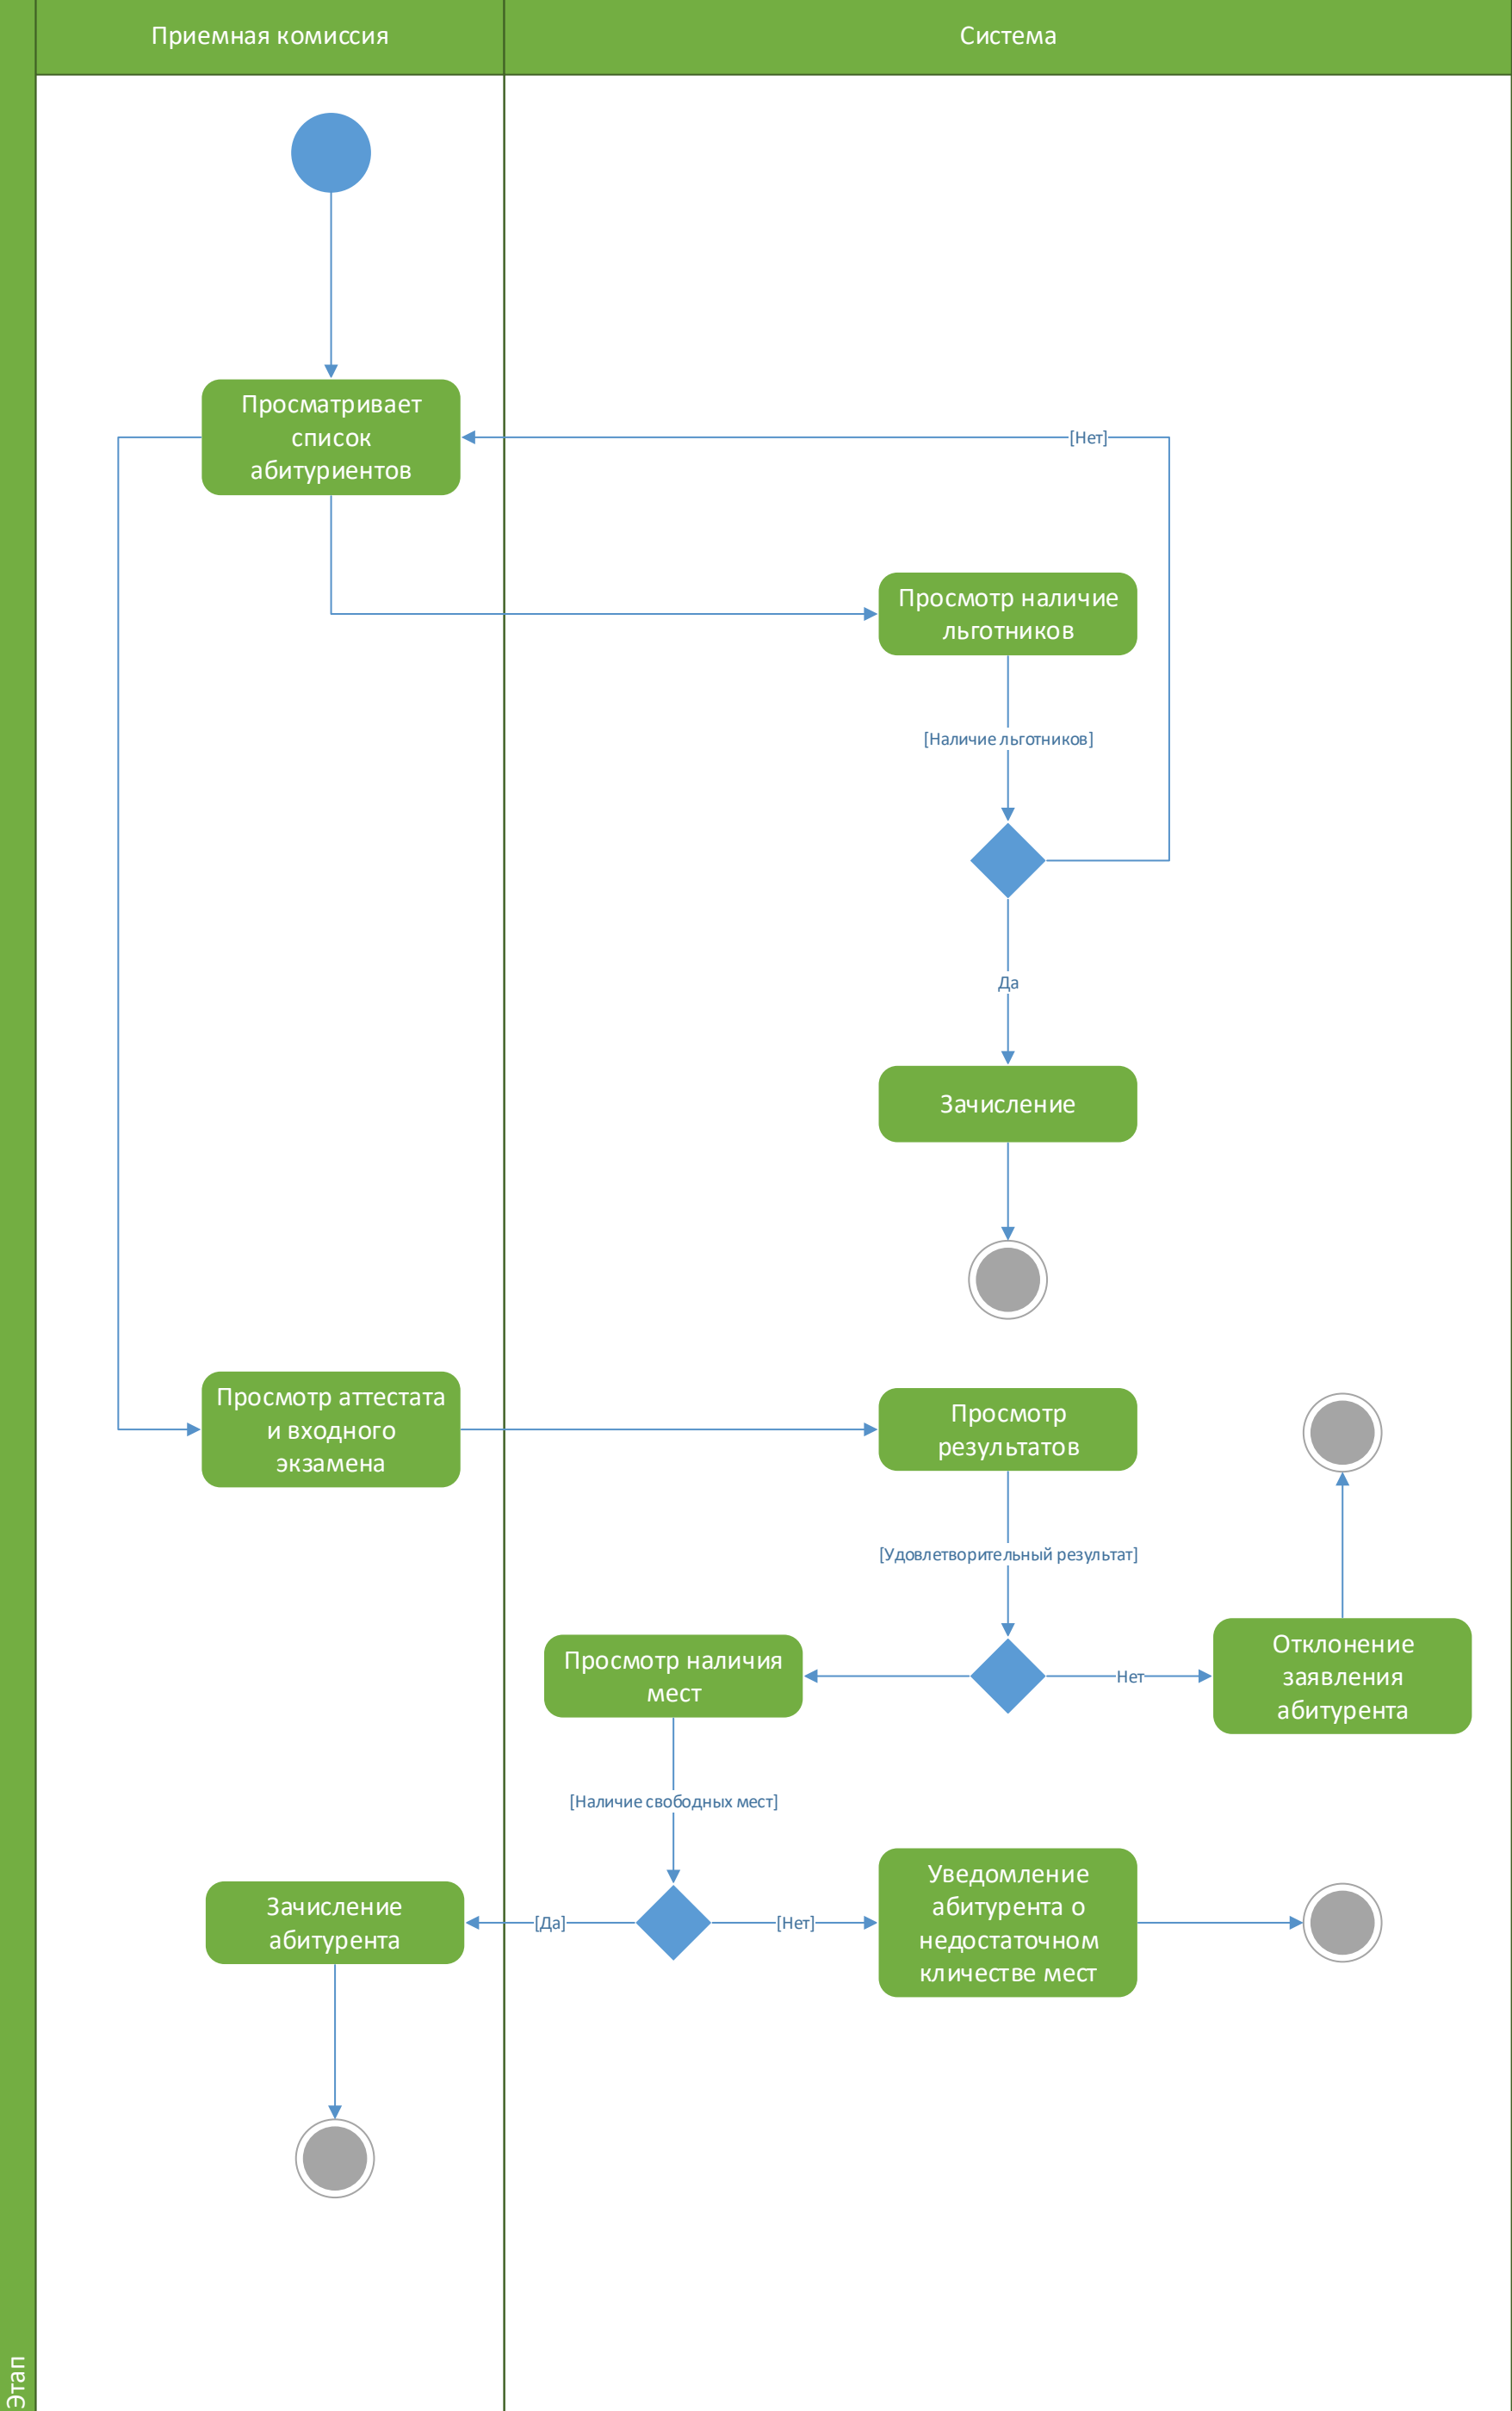 Приемная комиссия
Система
Просматривает
список
абитуриентов
[Нет]
Просмотр наличие
льготников
[Наличие льготников]
Да
Зачисление
Просмотр аттестата
и входного
экзамена
Просмотр
результатов
[Удовлетворительный результат]
Просмотр наличия
мест
Нет
Отклонение
заявления
абитурента
[Наличие свободных мест]
Зачисление
абитурента
[Да]
[Нет]
Уведомление
абитурента о
недостаточном
кличестве мест
Этап